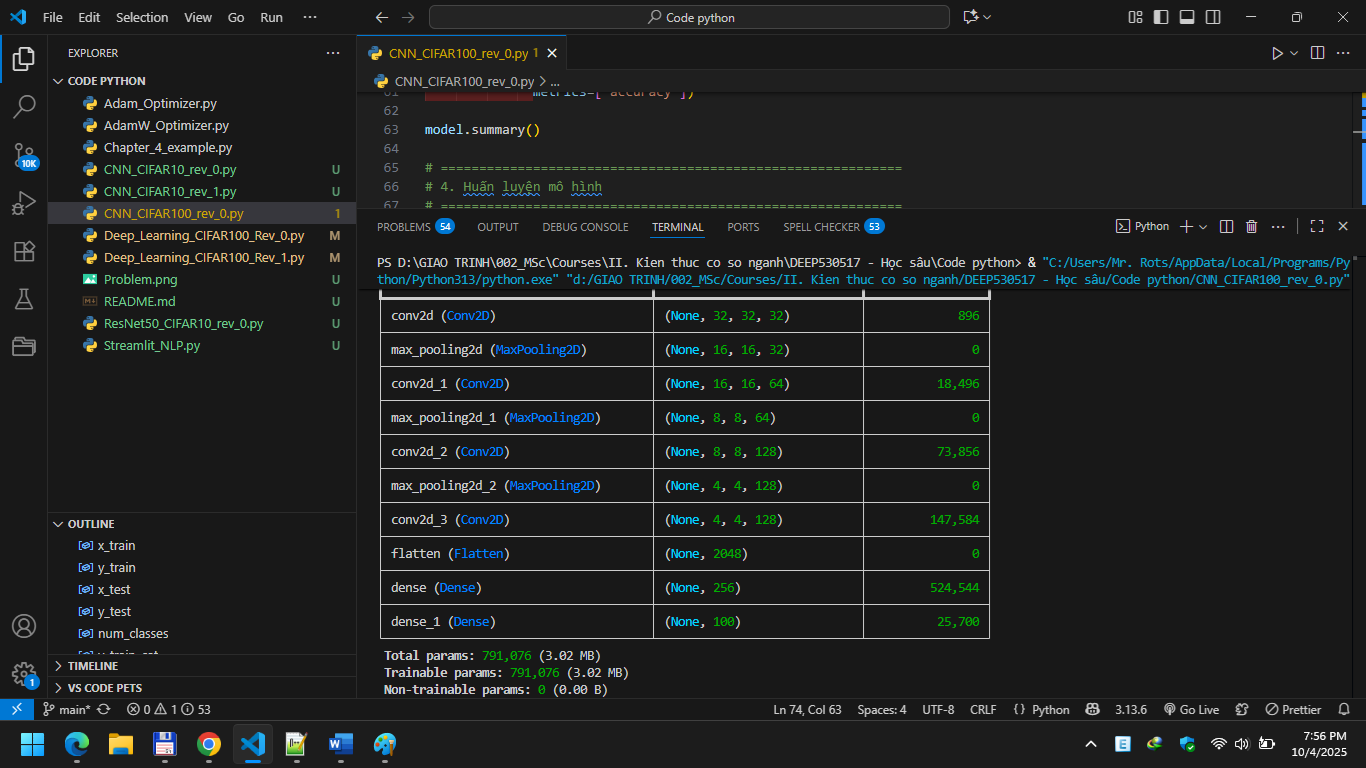 File Edit Selection View Go Run ···
Code python
EXPLORER
CODE PYTHON
Adam_Optimizer.py
AdamW_Optimizer.py
Chapter_4_example.py
CNN_CIFAR10_rev_0.py U
CNN_CIFAR10_rev_1.py U
CNN_CIFAR100_rev_0.py 1
Deep_Learning_CIFAR100_Rev_0.py M
Deep_Learning_CIFAR100_Rev_1.py M
Problem.png U
README.md U
ResNet50_CIFAR10_rev_0.py U
Streamlit_NLP.py U
10K
OUTLINE
x_train
y_train
x_test
y_test
num_classes
TIMELINE
VS CODE PETS
1
CNN_CIFAR100_rev_0.py 1
CNN_CIFAR100_rev_0.py > ...
61 metrics=['accuracy'])
62
63 model.summary()
64
65 # =============================================================
66 # 4. Huấn luyện mô hình
67 # =============================================================
PROBLEMS 54 OUTPUT DEBUG CONSOLE TERMINAL PORTS SPELL CHECKER 53 Python
PS D:\GIAO TRINH\002_MSc\Courses\II. Kien thuc co so nganh\DEEP530517 - Học sâu\Code python> & "C:/Users/Mr. Rots/AppData/Local/Programs/Py
thon/Python313/python.exe" "d:/GIAO TRINH/002_MSc/Courses/II. Kien thuc co so nganh/DEEP530517 - Học sâu/Code python/CNN_CIFAR100_rev_0.py"
conv2d (Conv2D) (None, 32, 32, 32) 896
max_pooling2d (MaxPooling2D) (None, 16, 16, 32) 0
conv2d_1 (Conv2D) (None, 16, 16, 64) 18,496
max_pooling2d_1 (MaxPooling2D) (None, 8, 8, 64) 0
conv2d_2 (Conv2D) (None, 8, 8, 128) 73,856
max_pooling2d_2 (MaxPooling2D) (None, 4, 4, 128) 0
conv2d_3 (Conv2D) (None, 4, 4, 128) 147,584
flatten (Flatten) (None, 2048) 0
dense (Dense) (None, 256) 524,544
dense_1 (Dense) (None, 100) 25,700
Total params: 791,076 (3.02 MB)
Trainable params: 791,076 (3.02 MB)
Non-trainable params: 0 (0.00 B)
main* 0 1 53 Ln 74, Col 63 Spaces: 4 UTF-8 CRLF {} Python 3.13.6 Go Live Prettier
7:56 PM
10/4/2025